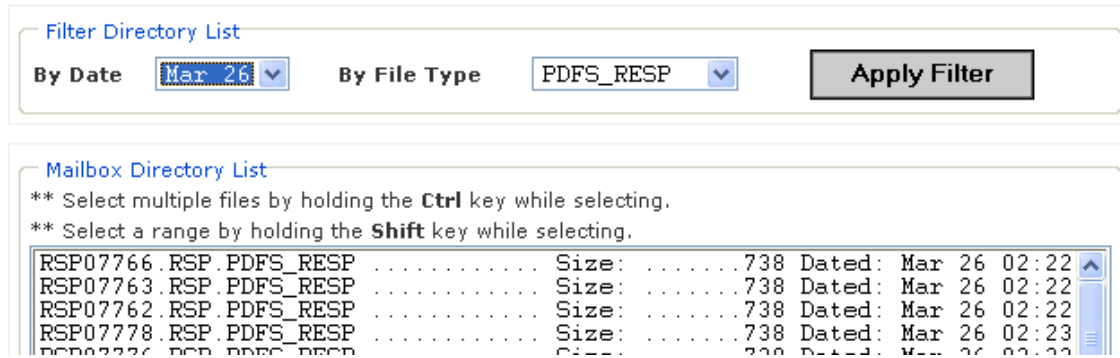 Filter Directory List
By Date Mar 26 By File Type PDFS_RESP Apply Filter
Mailbox Directory List
** Select multiple files by holding the Ctrl key while selecting.
** Select a range by holding the Shift key while selecting.
RSP07766.RSP.PDFS_RESP ............ Size: .......738 Dated: Mar 26 02:22
RSP07763.RSP.PDFS_RESP ............ Size: .......738 Dated: Mar 26 02:22
RSP07762.RSP.PDFS_RESP ............ Size: .......738 Dated: Mar 26 02:22
RSP07778.RSP.PDFS_RESP ............ Size: .......738 Dated: Mar 26 02:23